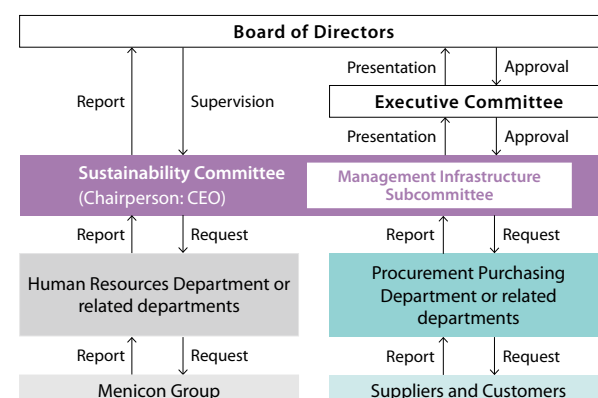 Board of Directors
Presentation
Approval
Report
Supervision
Executive Committee
Presentation
Approval
Sustainability Committee
(Chairperson: CEO)
Management Infrastructure
Subcommittee
Report
Request
Report
Request
Human Resources Department or
related departments
Procurement Purchasing
Department or related
departments
Report
Request
Report
Request
Menicon Group
Suppliers and Customers